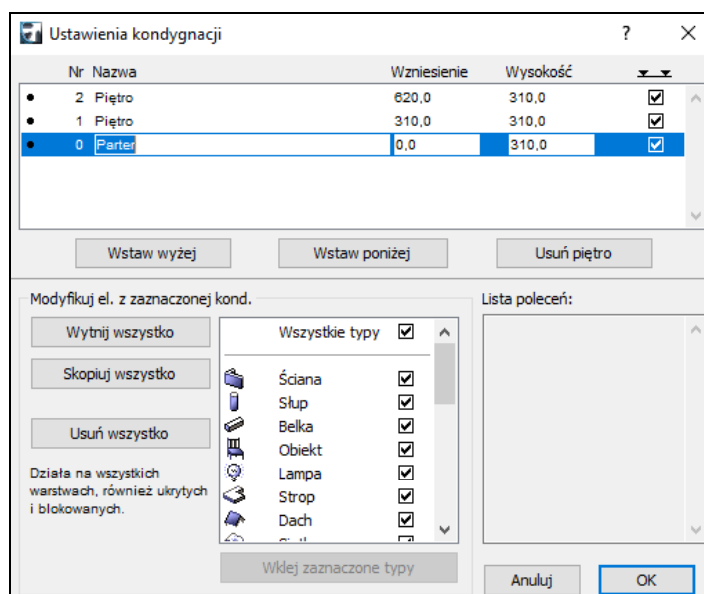 Ustawienia kondygnacji ? ×
Nr Nazwa Wzniesienie Wysokość
2 Piętro 620,0 310,0
1 Piętro 310,0 310,0
0 Parter 0,0 310,0
Wstaw wyżej Wstaw poniżej Usuń piętro
Modyfikuj el. z zaznaczonej kond. Lista poleceń:
Wytnij wszystko
Skopiuj wszystko
Usuń wszystko
Działa na wszystkich
warstwach, również ukrytych
i blokowanych.
Wszystkie typy
Ściana
Słup
Belka
Obiekt
Lampa
Strop
Dach
Wklej zaznaczone typy
Anuluj OK